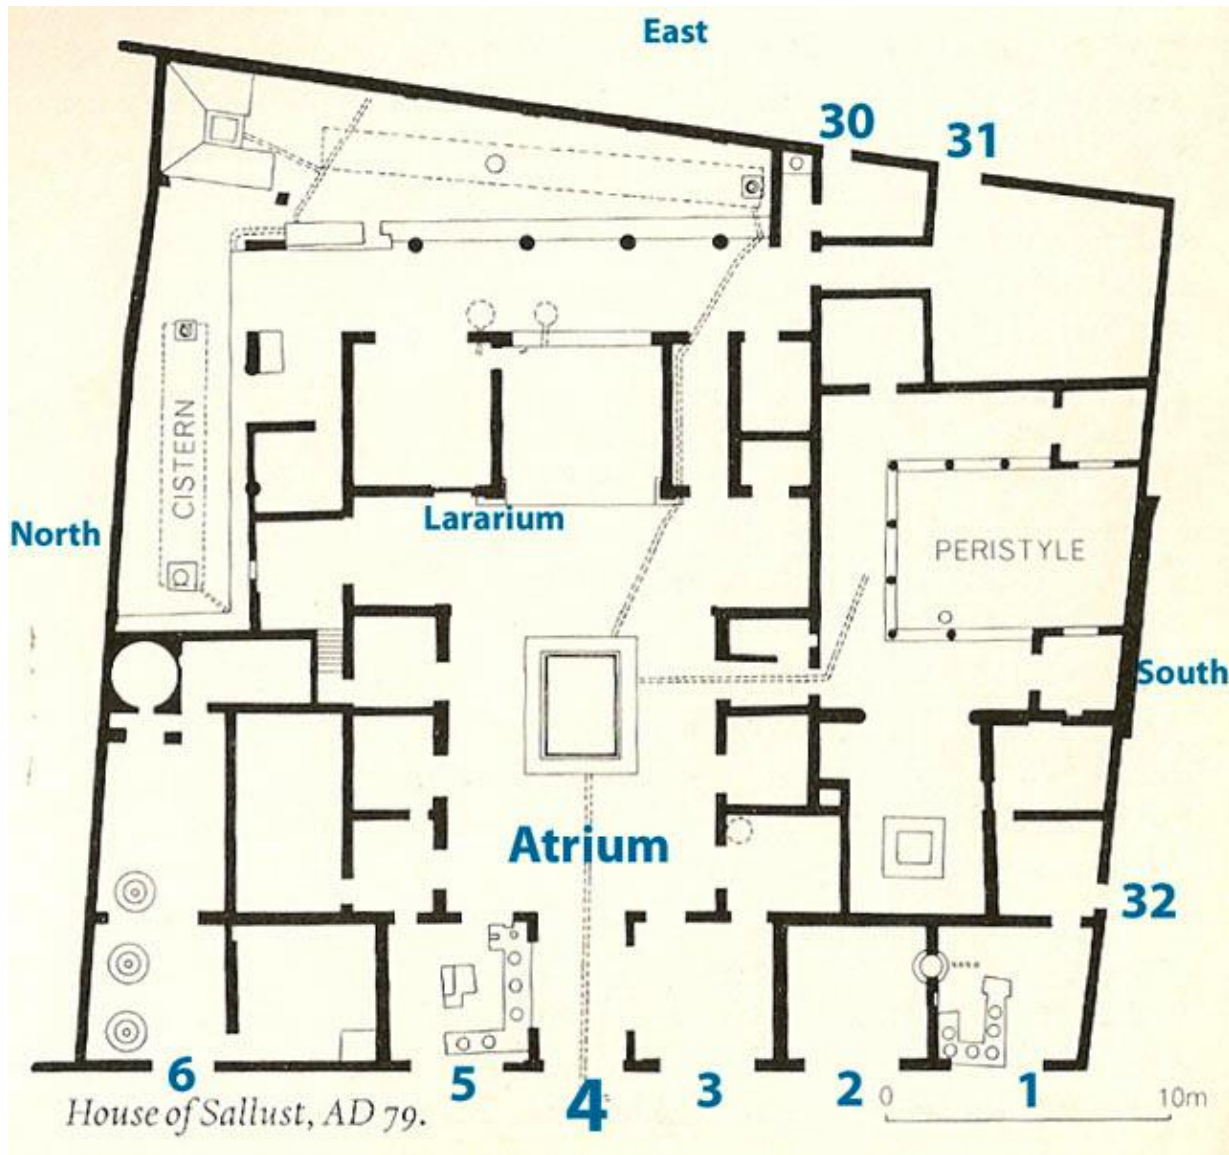 East
30
31
CISTERN
North
Lararium
PERISTYLE
South
Atrium
32
6
5
4
3
2
1
0
10m
House of Sallust, AD 79.